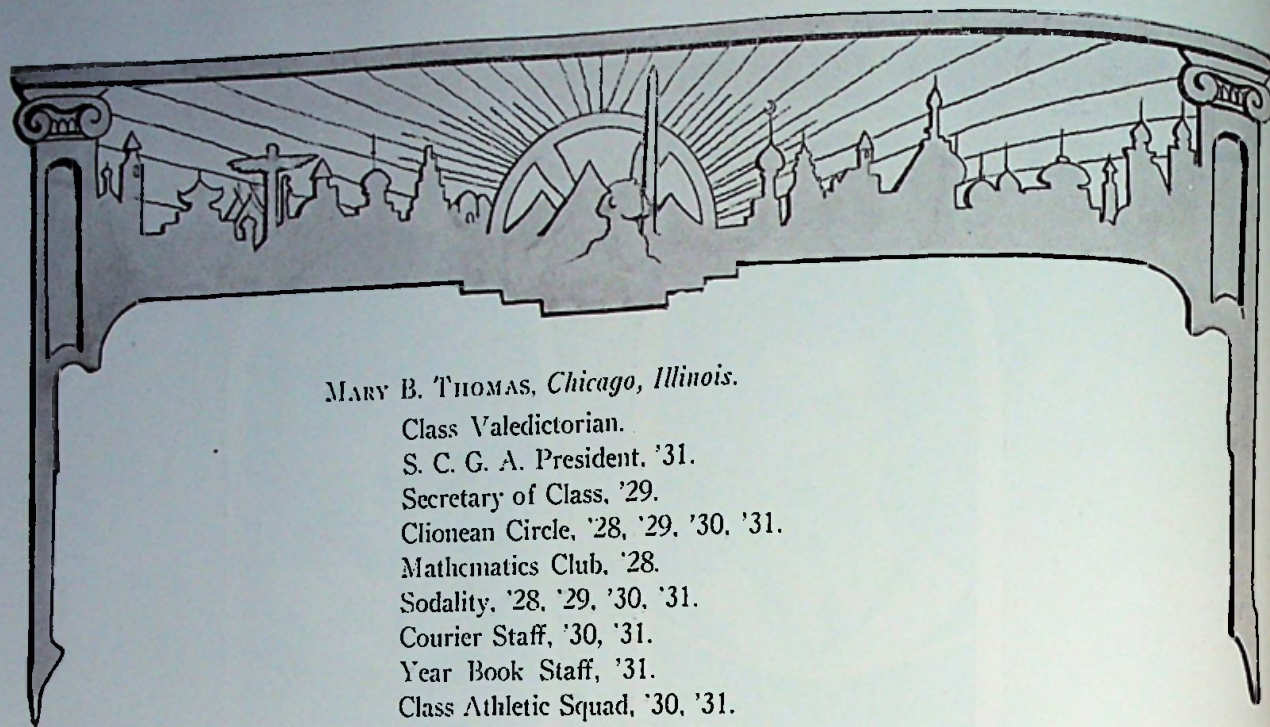 MARY B. THOMAS, Chicago, Illinois.
Class Valedictorian.
S. C. G. A. President, '31.
Secretary of Class, '29.
Clionean Circle, '28, '29, '30, '31.
Mathematics Club, '28.
Sodality, '28, '29, '30, '31.
Courier Staff, '30, '31.
Year Book Staff, '31.
Class Athletic Squad, '30, '31.